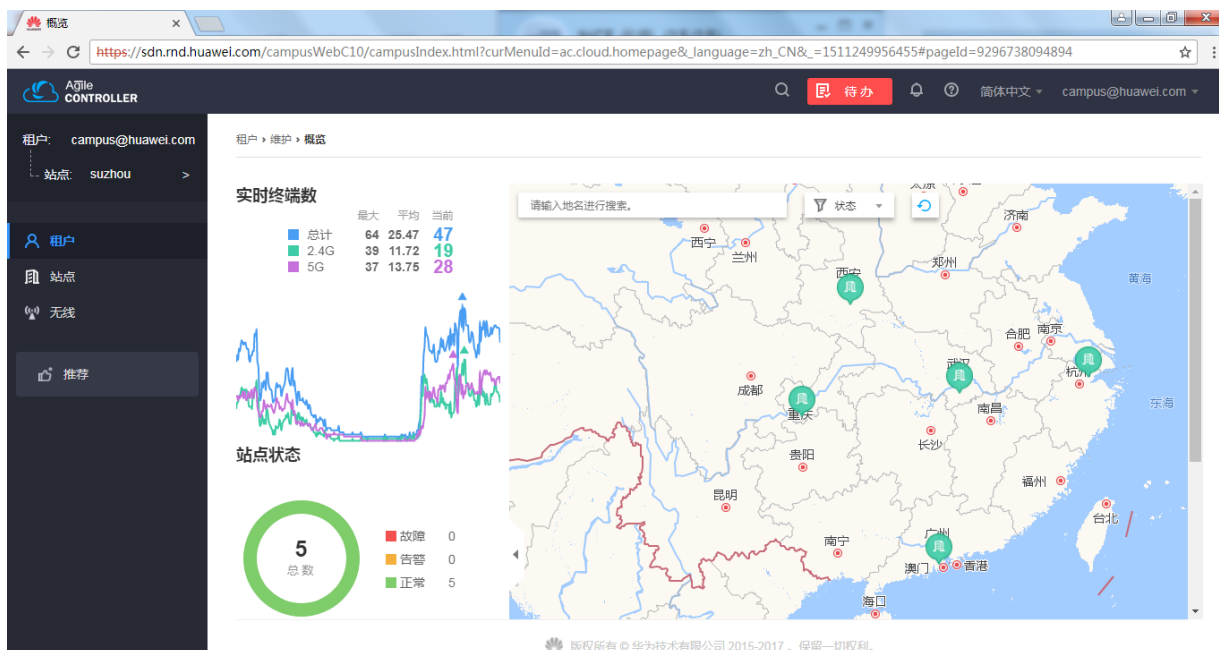 概览
https://sdn.rnd.huawei.com/campusWebC10/campusIndex.html?curMenuId=ac.cloud.homepage&_language=zh_CN&_=1511249956455#pageId=9296738094894
Agile
CONTROLLER
待办
简体中文
campus@huawei.com
租户: campus@huawei.com
站点: suzhou >
租户
站点
无线
推荐
租户 › 维护 › 概览
实时终端数
最大 平均 当前
总计 64 25.47 47
2.4G 39 11.72 19
5G 37 13.75 28
站点状态
5
总数
故障 0
告警 0
正常 5
请输入地名进行搜索。
状态
太原
济南
西宁
兰州
西安
郑州
黄海
合肥
南京
武汉
杭州
成都
重庆
南昌
东海
长沙
贵阳
福州
昆明
台北
南宁
广州
澳门
香港
海口
版权所有 © 华为技术有限公司 2015-2017 。保留一切权利。